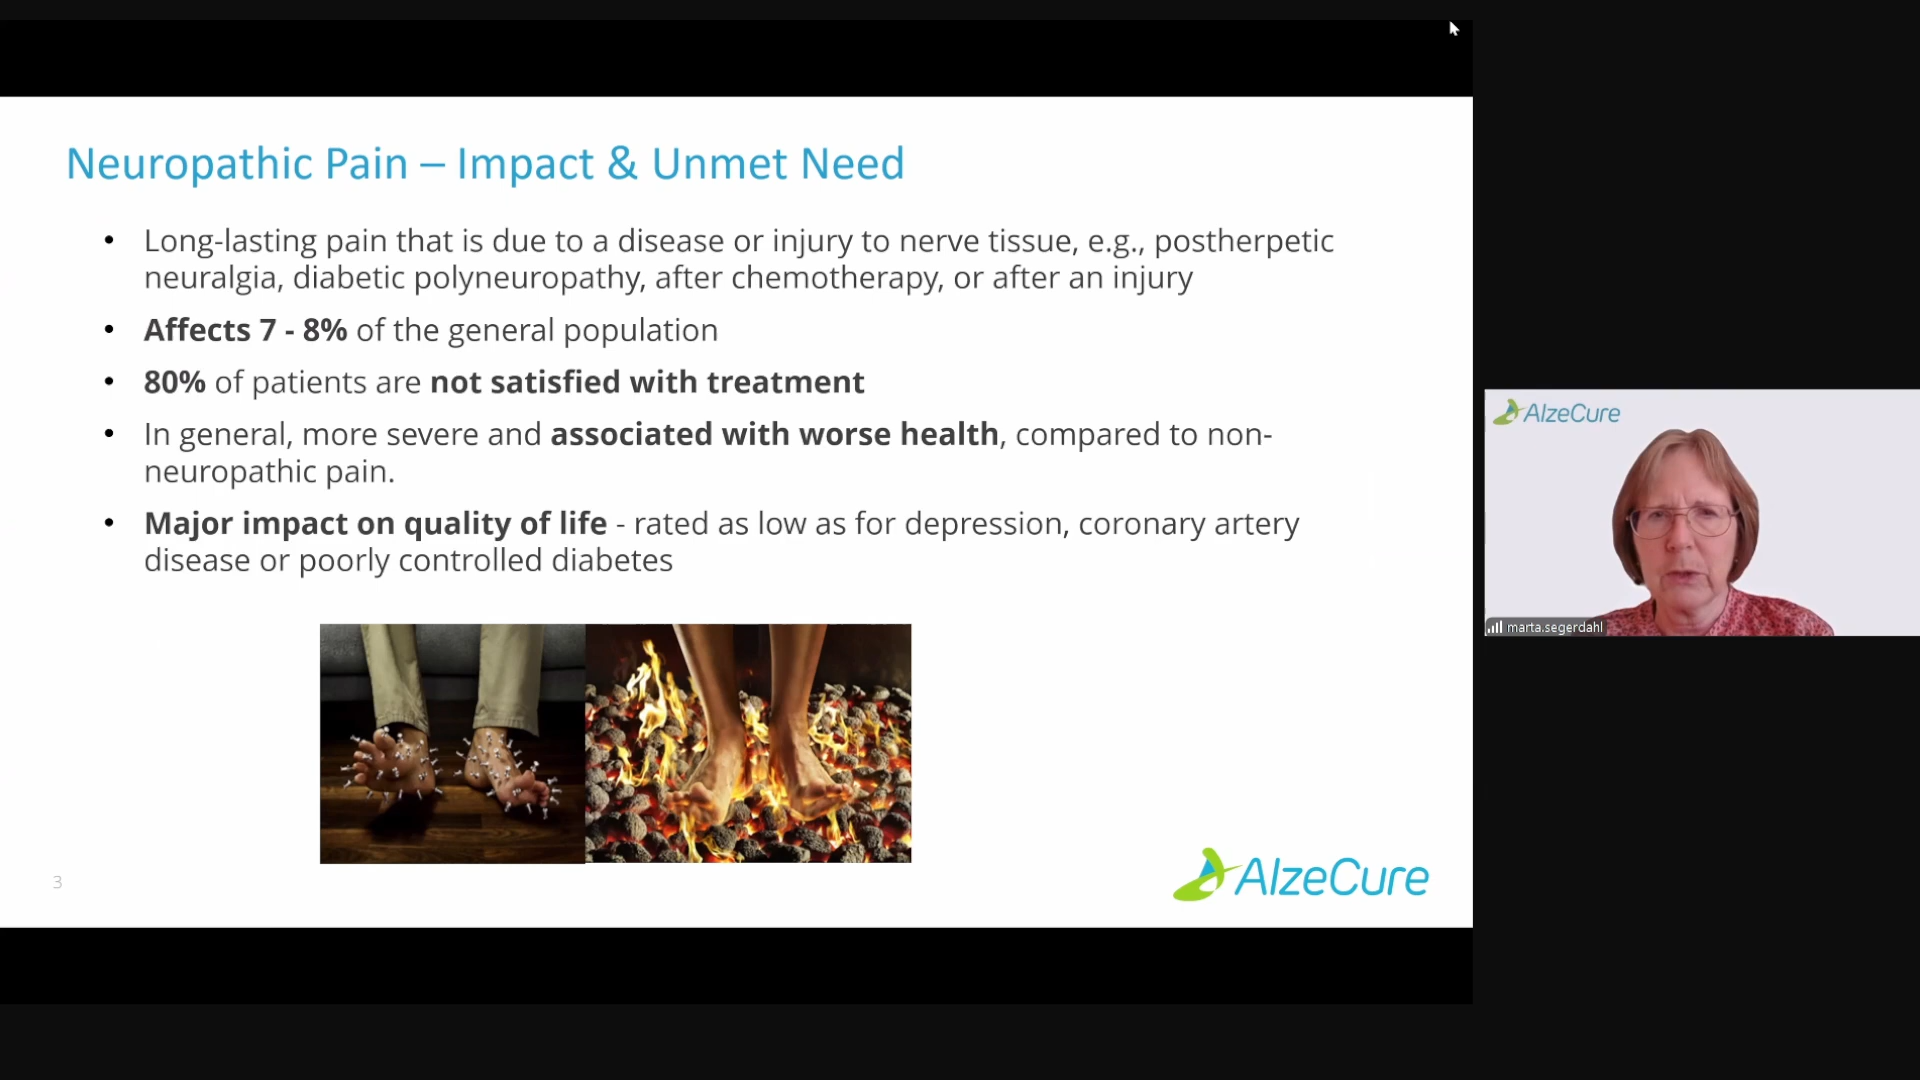 Neuropathic Pain – Impact & Unmet Need
• Long-lasting pain that is due to a disease or injury to nerve tissue, e.g., postherpetic
neuralgia, diabetic polyneuropathy, after chemotherapy, or after an injury
• Affects 7 - 8% of the general population
• 80% of patients are not satisfied with treatment
• In general, more severe and associated with worse health, compared to non-
neuropathic pain.
• Major impact on quality of life - rated as low as for depression, coronary artery
disease or poorly controlled diabetes
3
AlzeCure
AlzeCure
marta.segerdahl